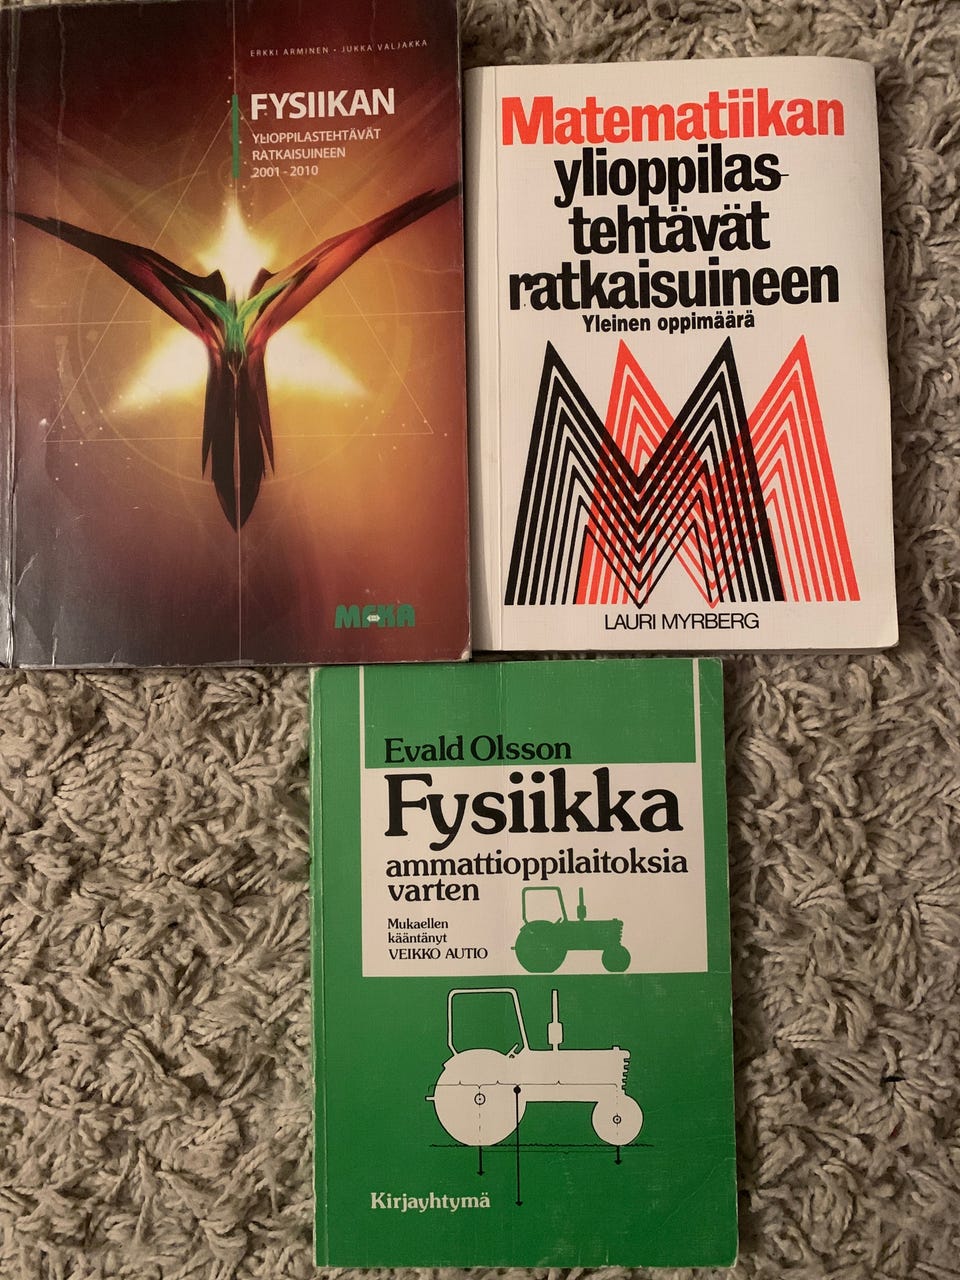 ERKKI ARMINEN • JUKKA VALJAKKA
FYSIIKAN
YLIOPPILASTEHTÄVÄT
RATKAISUINEEN
2001 - 2010
MFKA
Matematiikan
ylioppilas-
tehtävät
ratkaisuineen
Yleinen oppimäärä
LAURI MYRBERG
Evald Olsson
Fysiikka
ammattioppilaitoksia
varten
Mukaellen
kääntänyt
VEIKKO AUTIO
Kirjayhtymä